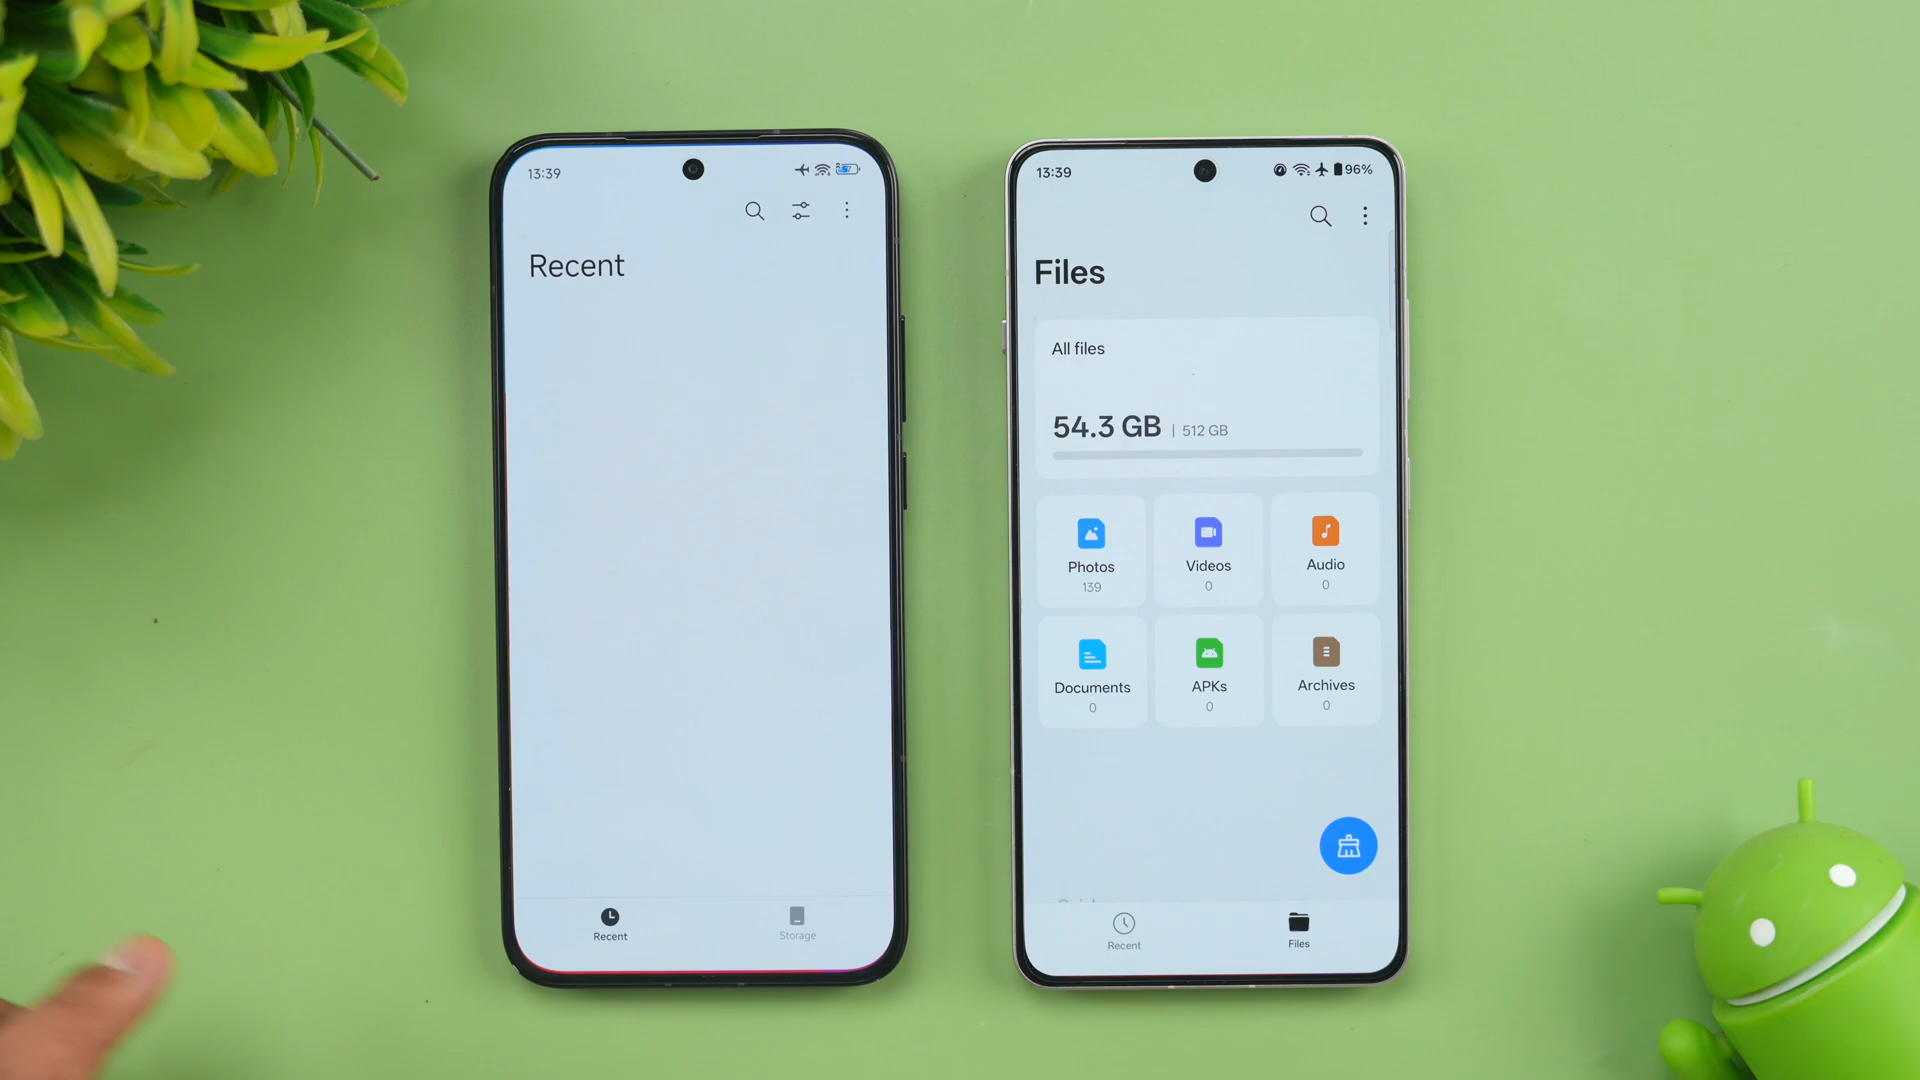 13:39
Recent
Recent
Storage
13:39
96%
Files
All files
54.3 GB | 512 GB
Photos
139
Videos
0
Audio
0
Documents
0
APKs
0
Archives
0
Recent
Files